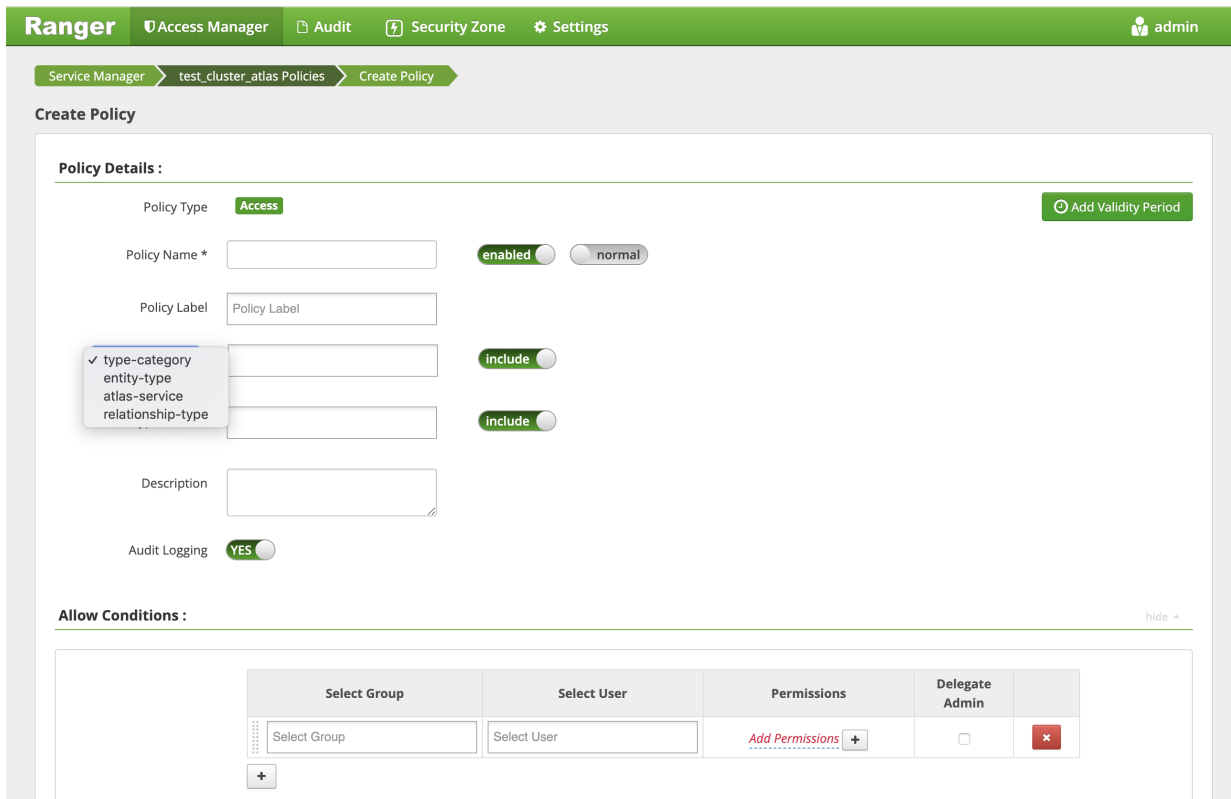 Ranger Access Manager Audit Security Zone Settings admin
Service Manager test_cluster_atlas Policies Create Policy
Create Policy
Policy Details :
Policy Type Access Add Validity Period
Policy Name * enabled normal
Policy Label Policy Label
✓ type-category include
entity-type
atlas-service
relationship-type
include
Description
Audit Logging YES
Allow Conditions : hide
Select Group Select User Permissions Delegate Admin
Select Group Select User Add Permissions +
+